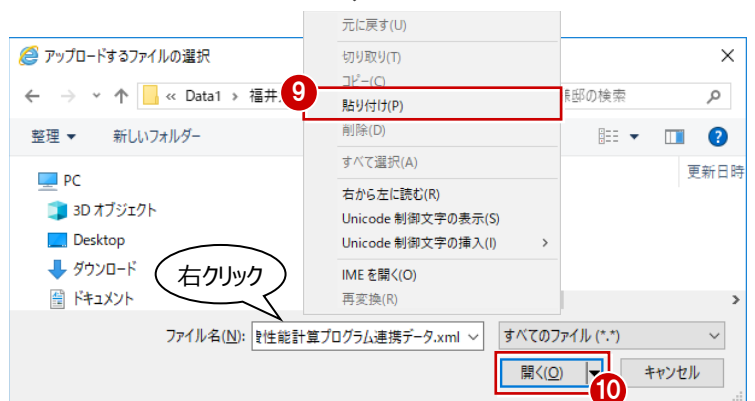 元に戻す(U)
アップロードするファイルの選択
切り取り(T)
コピー(C)
9
« Data1 › 福井
貼り付け(P)
邸の検索
整理 新しいフォルダー
削除(D)
すべて選択(A)
更新日時
PC
右から左に読む(R)
3D オブジェクト
Unicode 制御文字の表示(S)
Desktop
Unicode 制御文字の挿入(I)
ダウンロード
右クリック
IME を開く(O)
ドキュメント
再変換(R)
ファイル名(N): 性能計算プログラム連携データ.xml すべてのファイル (*.*)
開く(O) キャンセル
10